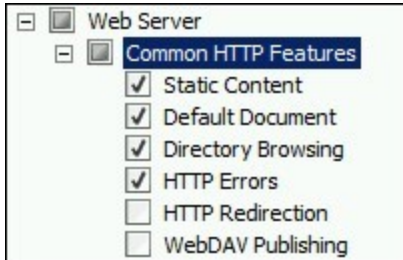 Web Server
Common HTTP Features
Static Content
Default Document
Directory Browsing
HTTP Errors
HTTP Redirection
WebDAV Publishing